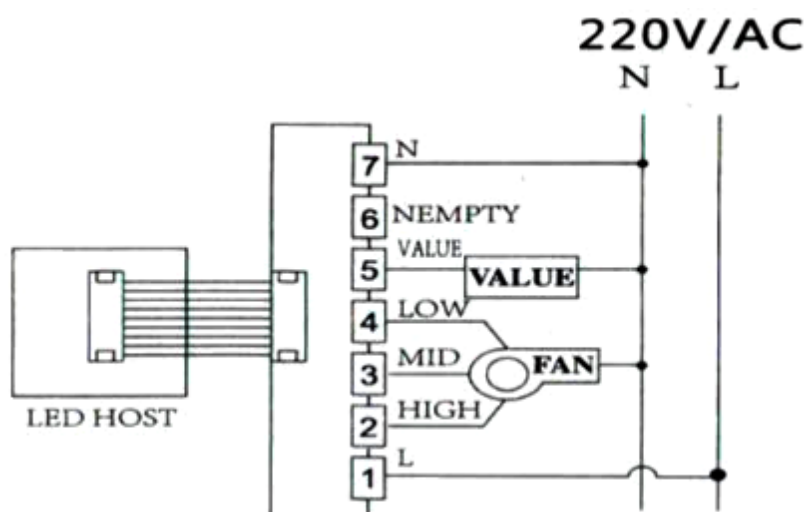 220V/AC
N L
7 N
6 NEMPTY
5 VALUE
VALUE
4 LOW
3 MID
FAN
2 HIGH
1 L
LED HOST